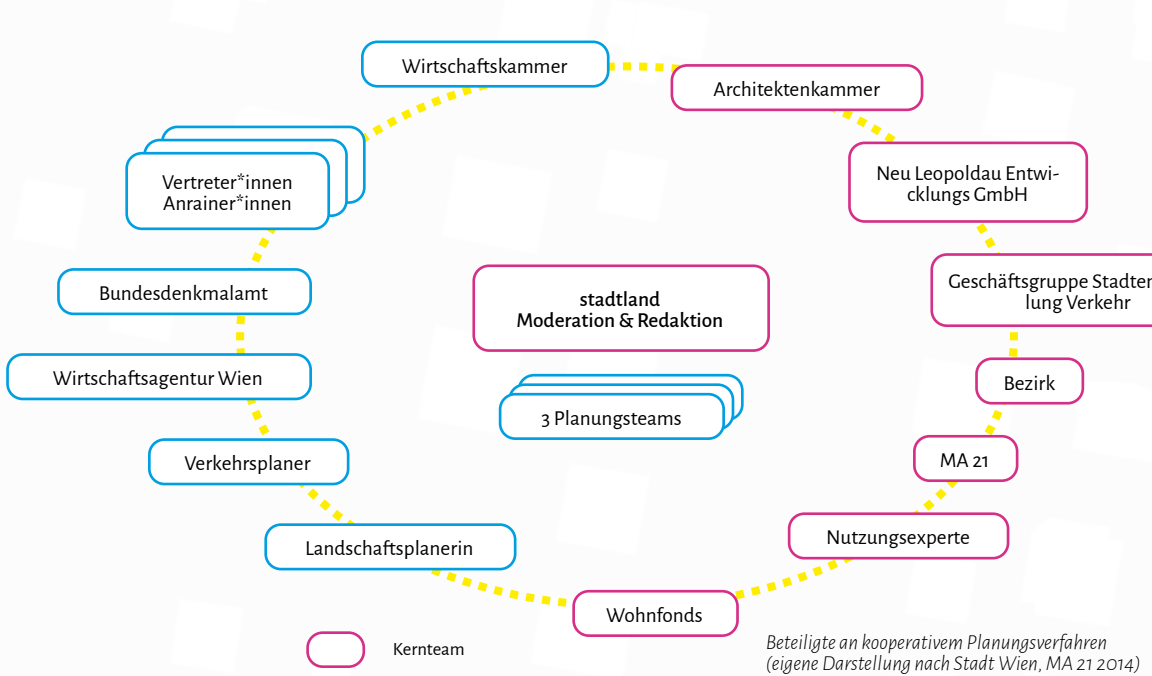 Wirtschaftskammer
Architektenkammer
Vertreter*innen
Anrainer*innen
Neu Leopoldau Entwi-
cklungs GmbH
Bundesdenkmalamt
stadtland
Moderation & Redaktion
Geschäftsgruppe
lung Verkehr
Wirtschaftsagentur Wien
3 Planungsteams
Bezirk
Verkehrsplaner
MA 21
Landschaftsplanerin
Nutzungsexperte
Wohnfonds
Kernteam
Beteiligte an kooperativem Planungsverfahren
(eigene Darstellung nach Stadt Wien, MA 21 2014)